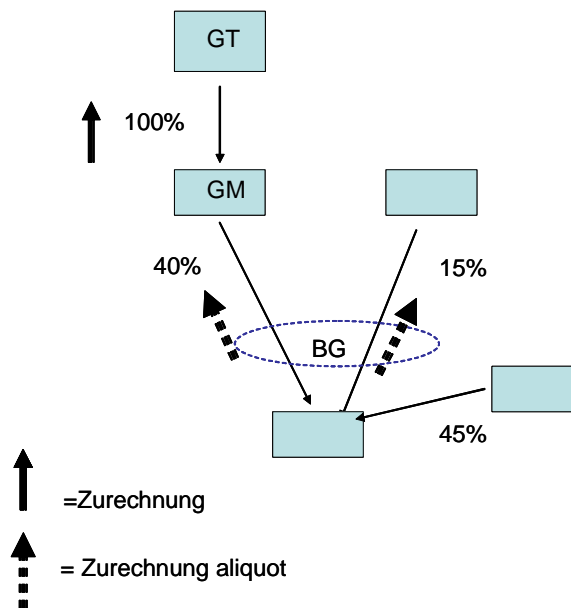 GT
100%
GM
40%
15%
BG
45%
=Zurechnung
= Zurechnung aliquot